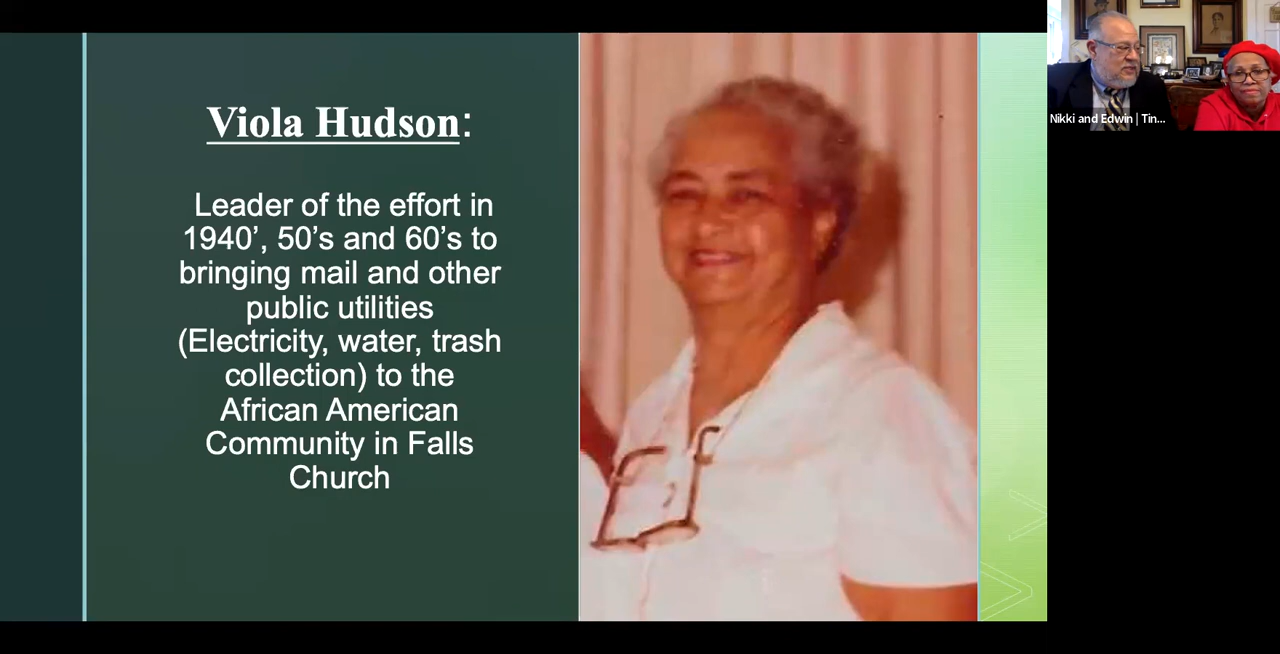 Viola Hudson:
Leader of the effort in
1940’, 50’s and 60’s to
bringing mail and other
public utilities
(Electricity, water, trash
collection) to the
African American
Community in Falls
Church
Nikki and Edwin | Tin...